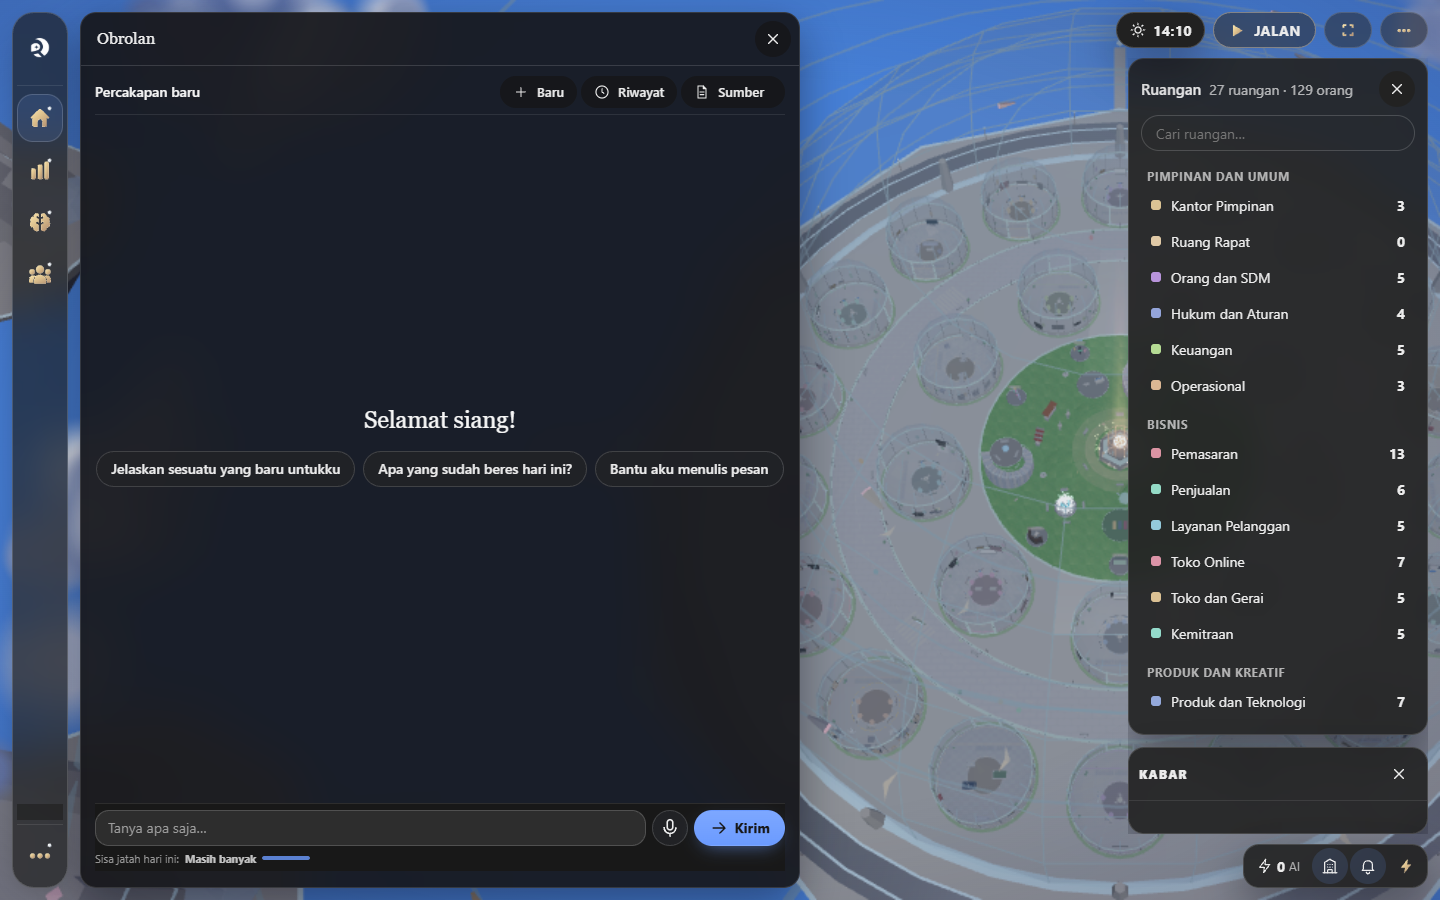 Obrolan
Percakapan baru
Baru
Riwayat
Sumber
Selamat siang!
Jelaskan sesuatu yang baru untukku
Apa yang sudah beres hari ini?
Bantu aku menulis pesan
Tanya apa saja...
Kirim
Sisa jatah hari ini: Masih banyak
14:10
JALAN
Ruangan 27 ruangan · 129 orang
Cari ruangan...
PIMPINAN DAN UMUM
Kantor Pimpinan 3
Ruang Rapat 0
Orang dan SDM 5
Hukum dan Aturan 4
Keuangan 5
Operasional 3
BISNIS
Pemasaran 13
Penjualan 6
Layanan Pelanggan 5
Toko Online 7
Toko dan Gerai 5
Kemitraan 5
PRODUK DAN KREATIF
Produk dan Teknologi 7
KABAR
0 AI